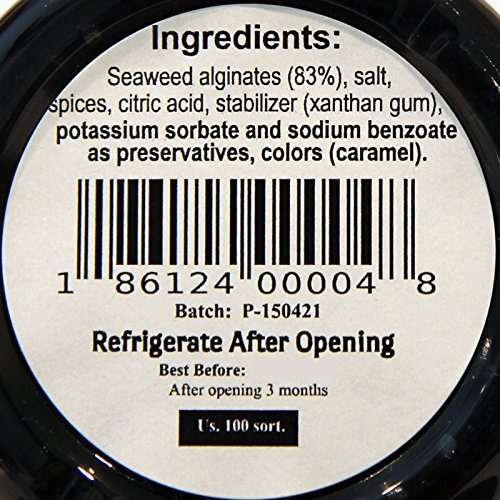 Ingredients:
Seaweed alginates (83%), salt,
spices, citric acid, stabilizer (xanthan gum),
potassium sorbate and sodium benzoate
as preservatives, colors (caramel).
1 86124 00004 8
Batch: P-150421
Refrigerate After Opening
Best Before:
After opening 3 months
Us. 100 sort.